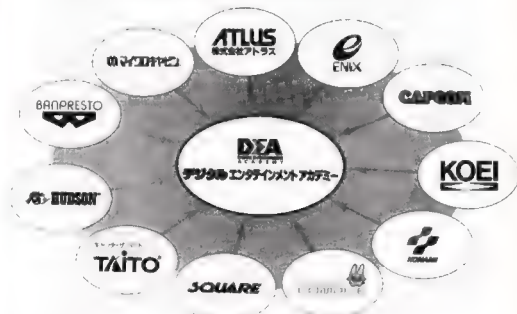 ATLUS
株式会社アトラス
ENIX
マイクロキャビン
CAPCOM
BANPRESTO
DEA
ACADEMY
デジタルエンタテインメントアカデミー
KOEI
HUDSON
KONAMI
TAITO
SQUARE